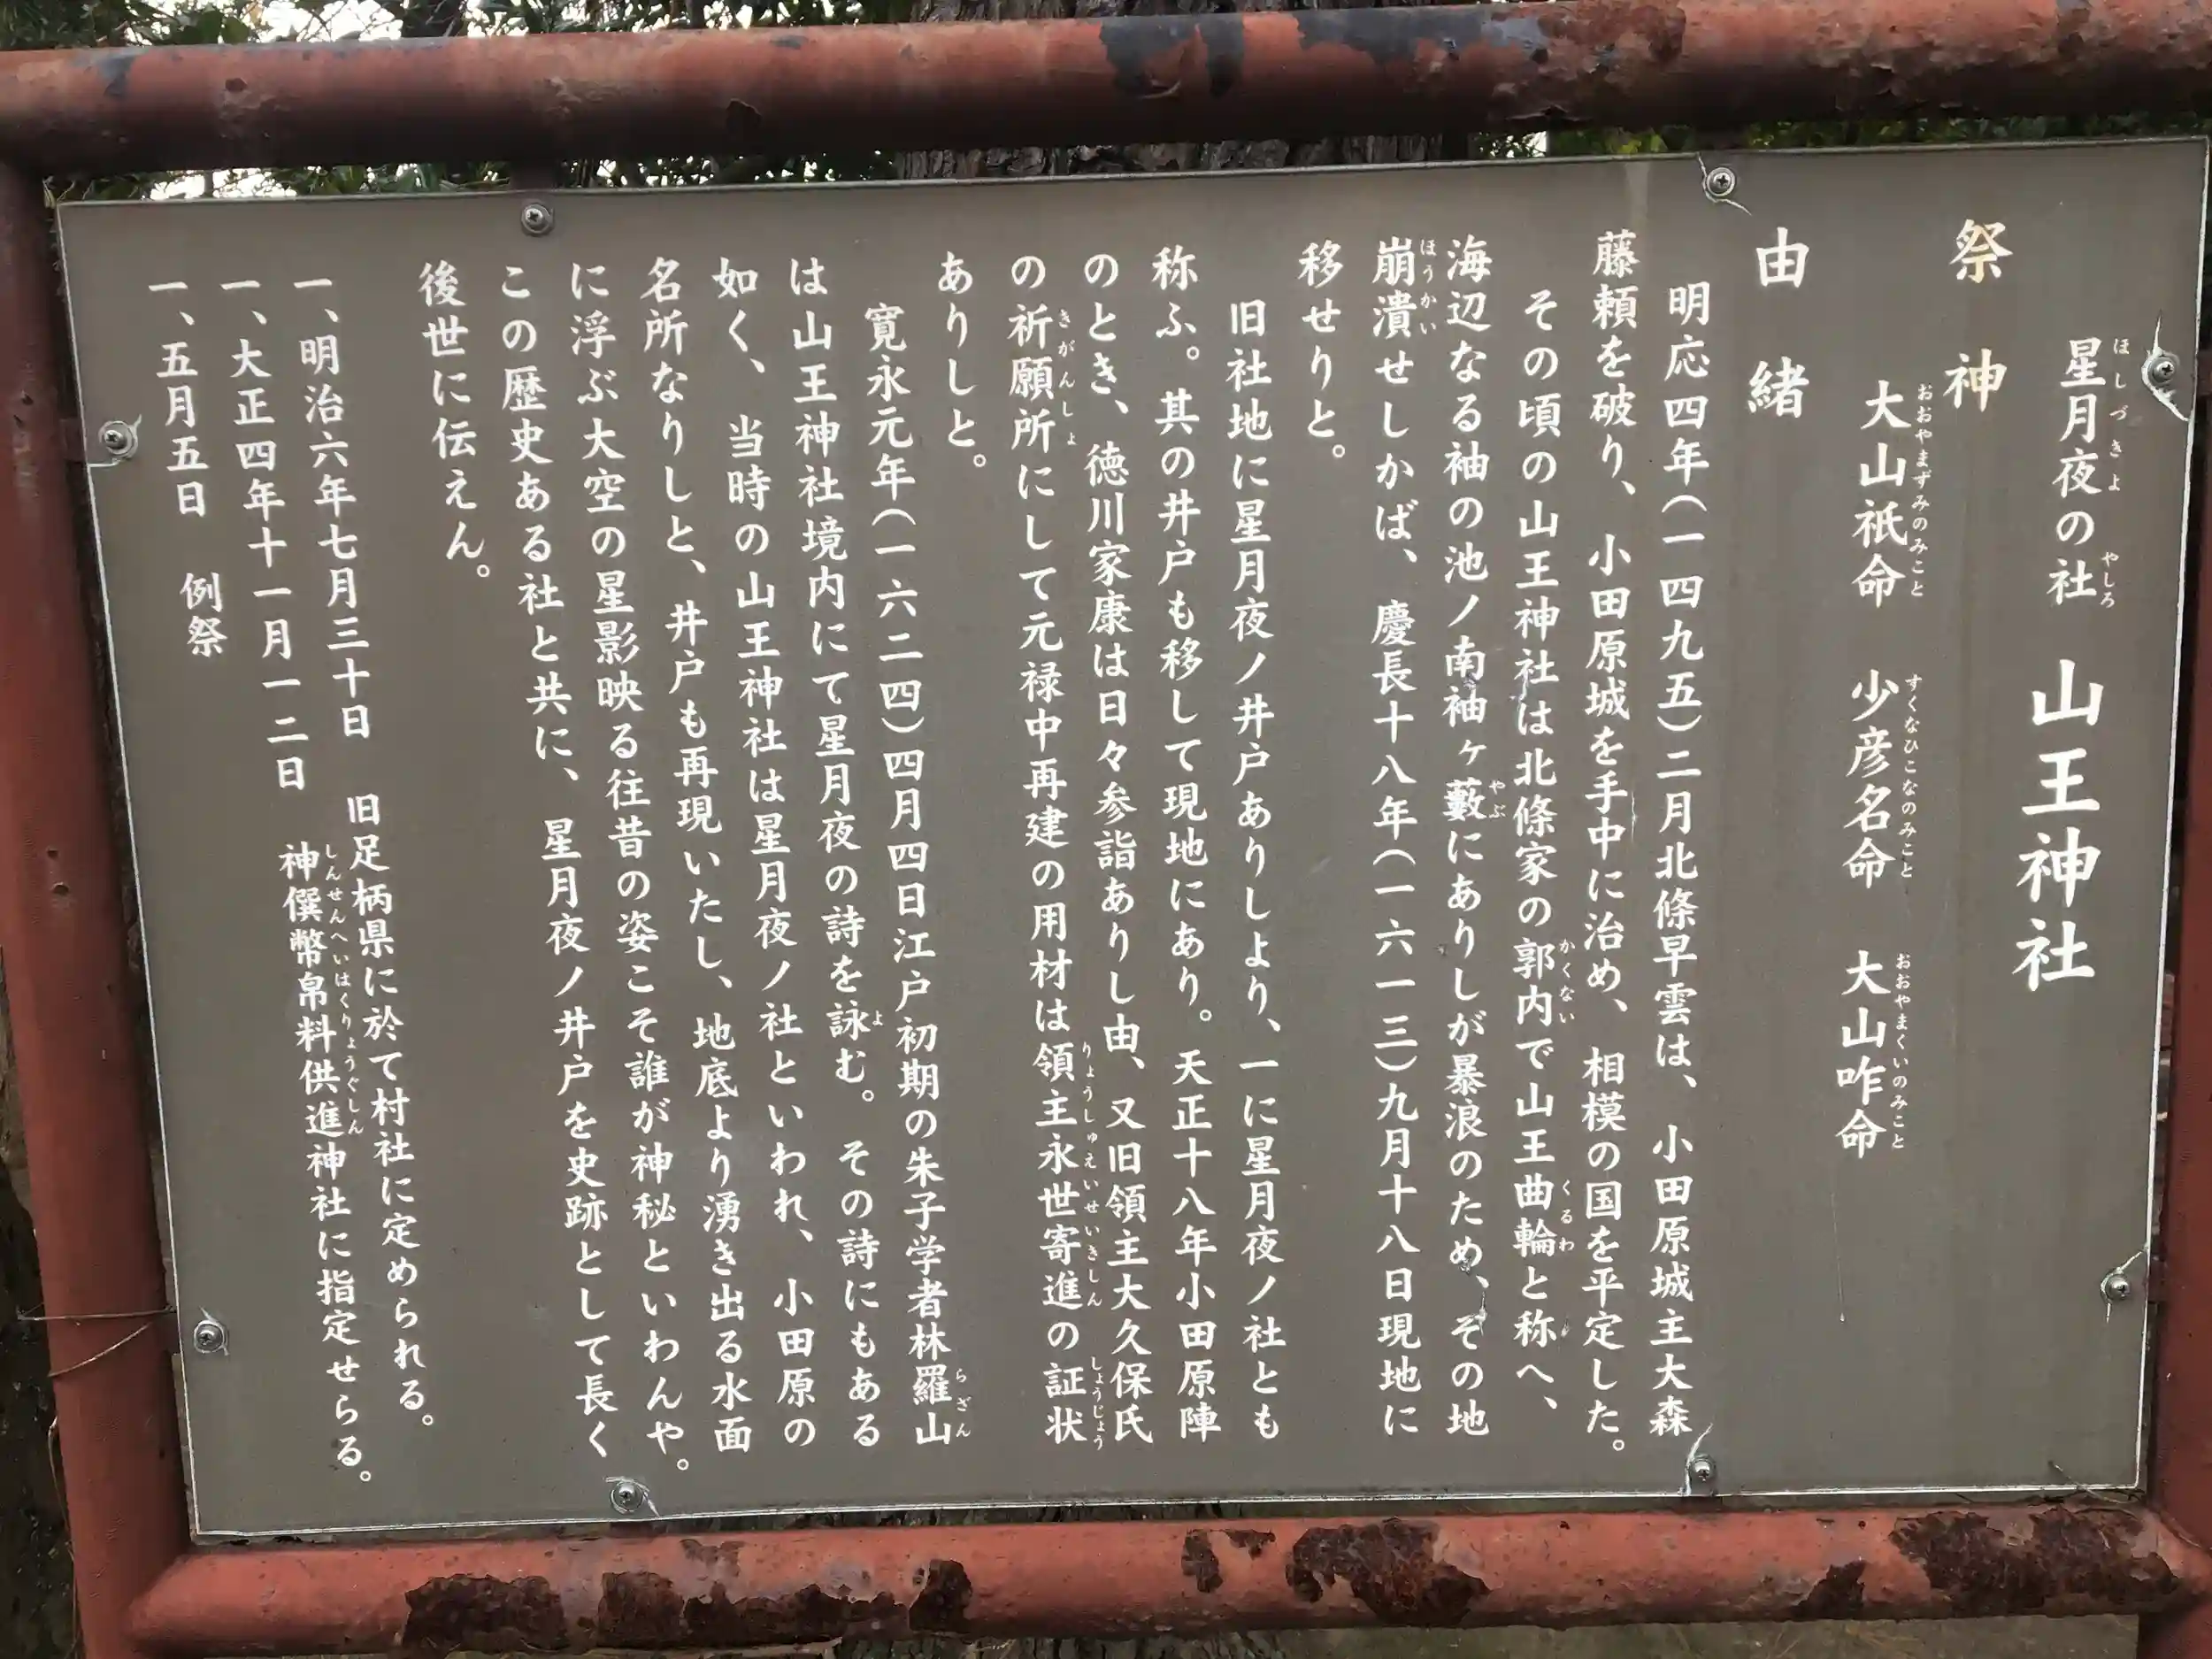 星月夜の社 山王神社
祭神
大山祇命 少彦名命 大山咋命
由緒
明応四年(一四九五)二月北條早雲は、小田原城主大森
藤頼を破り、小田原城を手中に治め、相模の国を平定した。
その頃の山王神社は北條家の郭内で山王曲輪と称へ、
海辺なる袖の池ノ南袖ヶ藪にありしが暴浪のため、その地
崩潰せしかば、慶長十八年(一六一三)九月十八日現地に
移せりと。
旧社地に星月夜ノ井戸ありしより、一に星月夜ノ社とも
称ふ。其の井戸も移して現地にあり。天正十八年小田原陣
のとき、徳川家康は日々参詣ありし由、又旧領主大久保氏
の祈願所にして元禄中再建の用材は領主永世寄進の証状
ありしと。
寛永元年(一六二四)四月四日江戸初期の朱子学者林羅山
は山王神社境内にて星月夜の詩を詠む。その詩にもある
如く、当時の山王神社は星月夜ノ社といわれ、小田原の
名所なりしと、井戸も再現いたし、地底より湧き出る水面
に浮ぶ大空の星影映る往昔の姿こそ誰が神秘といわんや。
この歴史ある社と共に、星月夜ノ井戸を史跡として長く
後世に伝えん。
一、明治六年七月三十日 旧足柄県に於て村社に定められる。
一、大正四年十一月一二日 神僎幣帛料供進神社に指定せらる。
一、五月五日 例祭